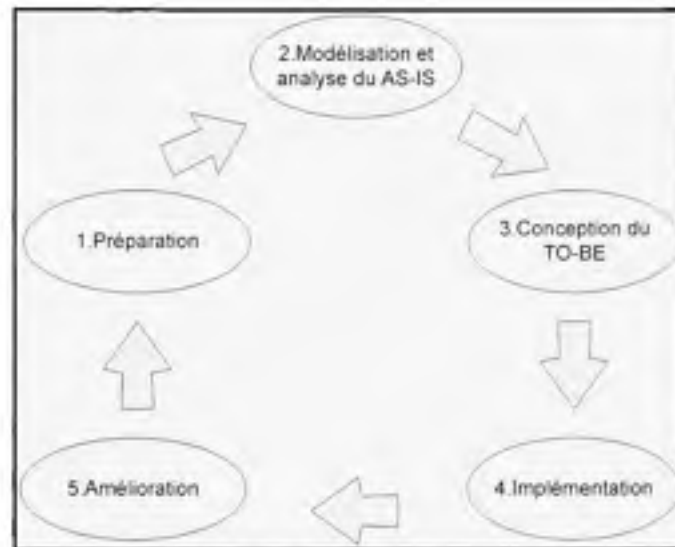 2.Modélisation et
analyse du AS-IS
1.Préparation
3.Conception du
TO-BE
5.Amélioration
4.Implémentation